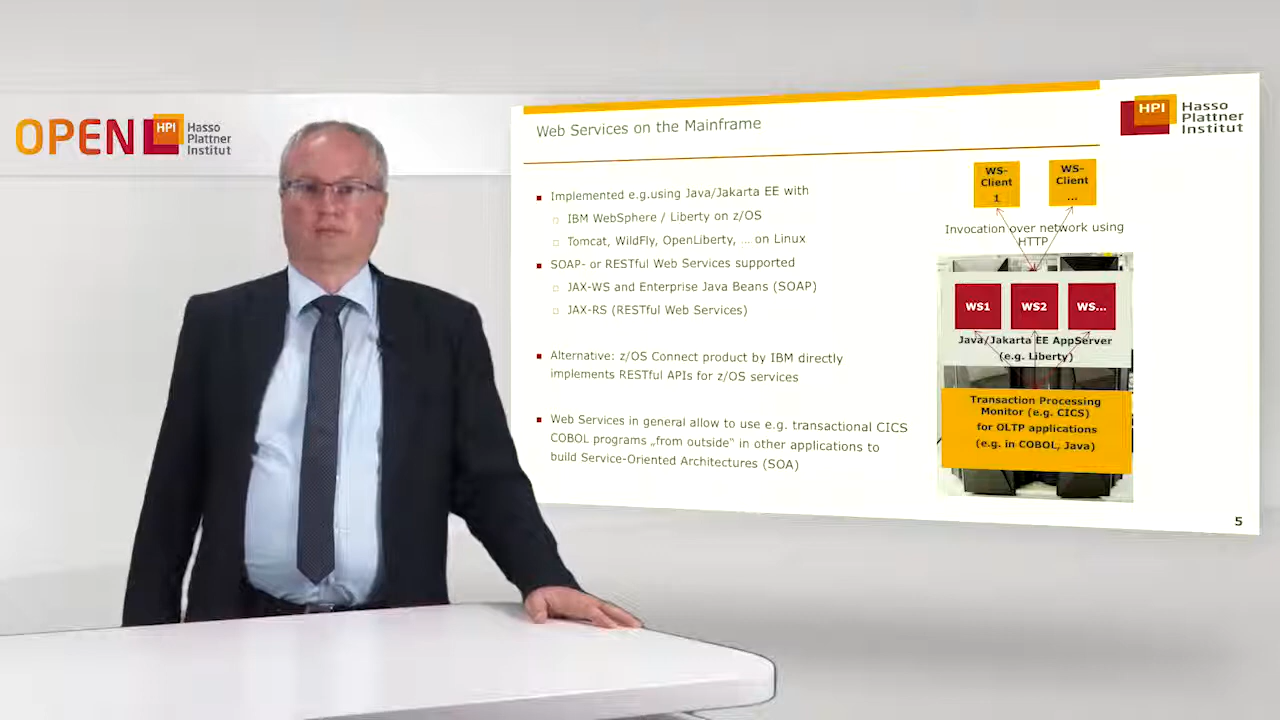 OPEN HPI Hasso
Plattner
Institut
Web Services on the Mainframe
HPI Hasso
Plattner
Institut
Implemented e.g.using Java/Jakarta EE with
IBM WebSphere / Liberty on z/OS
Tomcat, WildFly, OpenLiberty, ... on Linux
SOAP- or RESTful Web Services supported
JAX-WS and Enterprise Java Beans (SOAP)
JAX-RS (RESTful Web Services)
Alternative: z/OS Connect product by IBM directly
implements RESTful APIs for z/OS services
Web Services in general allow to use e.g. transactional CICS
COBOL programs „from outside" in other applications to
build Service-Oriented Architectures (SOA)
WS-
Client
1
WS-
Client
...
Invocation over network using
HTTP
WS1 WS2 WS...
Java/Jakarta EE AppServer
(e.g. Liberty)
Transaction Processing
Monitor (e.g. CICS)
for OLTP applications
(e.g. in COBOL, Java)
5